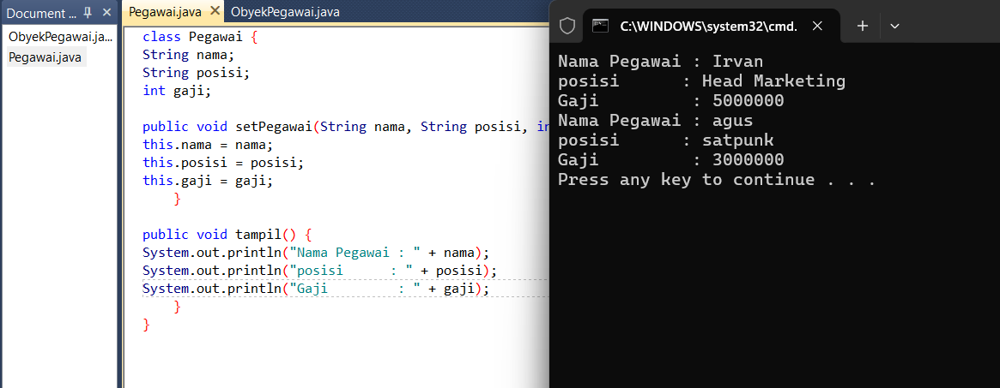 Document ...
ObyekPegawai.ja...
Pegawai.java
Pegawai.java ObyekPegawai.java
class Pegawai {
String nama;
String posisi;
int gaji;
public void setPegawai(String nama, String posisi, in
this.nama = nama;
this.posisi = posisi;
this.gaji = gaji;
}
public void tampil() {
System.out.println("Nama Pegawai : " + nama);
System.out.println("posisi      : " + posisi);
System.out.println("Gaji         : " + gaji);
}
}
C:\WINDOWS\system32\cmd.
Nama Pegawai : Irvan
posisi      : Head Marketing
Gaji         : 5000000
Nama Pegawai : agus
posisi      : satpunk
Gaji         : 3000000
Press any key to continue . . .